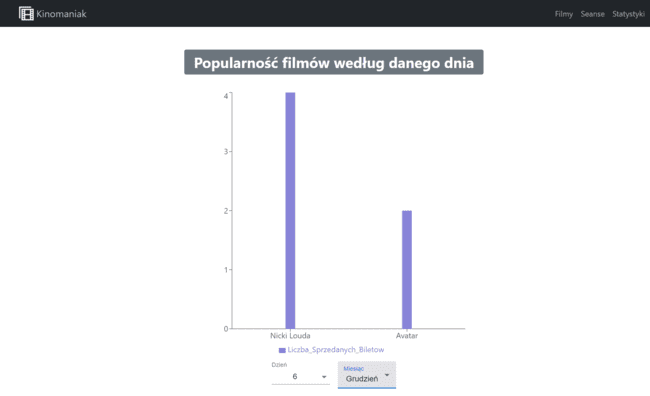 Kinomaniak
Filmy Seanse Statystyki
Popularność filmów według danego dnia
4
3
2
1
0
Nicki Louda Avatar
Liczba_Sprzedanych_Biletow
Dzień Miesiąc
6 Grudzień